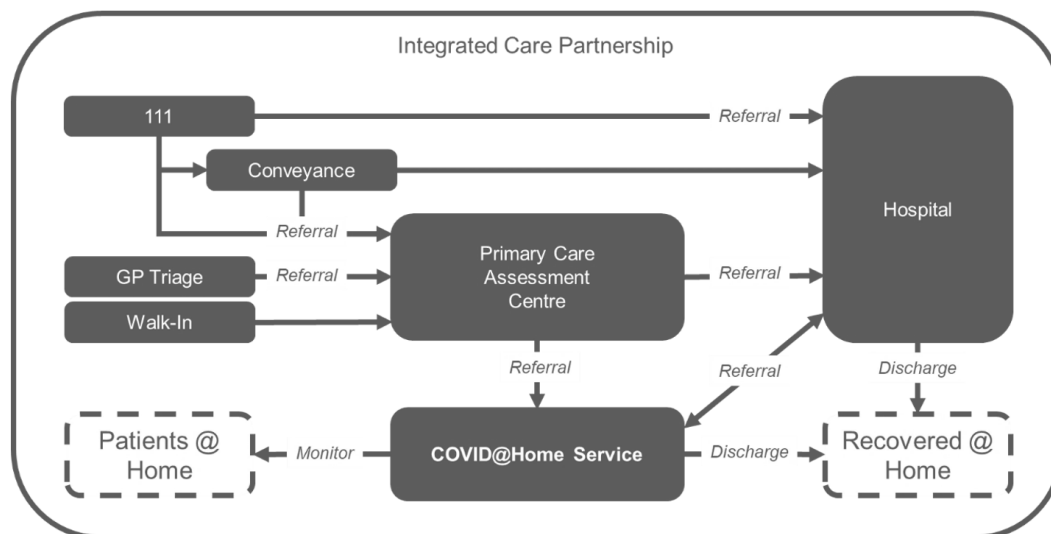 Integrated Care Partnership
111
Referral
Conveyance
Hospital
Referral
Primary Care
Assessment
Centre
GP Triage
Referral
Referral
Walk-In
Referral
Referral
Discharge
Patients @
Home
Monitor
COVID@Home Service
Discharge
Recovered @
Home